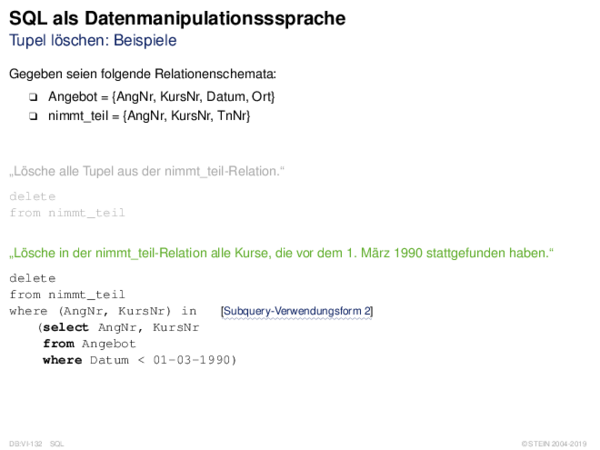 SQL als Datenmanipulationsssprache
Tupel löschen: Beispiele
Gegeben seien folgende Relationenschemata:
❑ Angebot = {AngNr, KursNr, Datum, Ort}
❑ nimmt_teil = {AngNr, KursNr, TnNr}
„Lösche alle Tupel aus der nimmt_teil-Relation.“
delete
from nimmt_teil
„Lösche in der nimmt_teil-Relation alle Kurse, die vor dem 1. März 1990 stattgefunden haben.“
delete
from nimmt_teil
where (AngNr, KursNr) in [Subquery-Verwendungsform 2]
(select AngNr, KursNr
from Angebot
where Datum < 01-03-1990)
DB:VI-132 SQL © STEIN 2004-2019